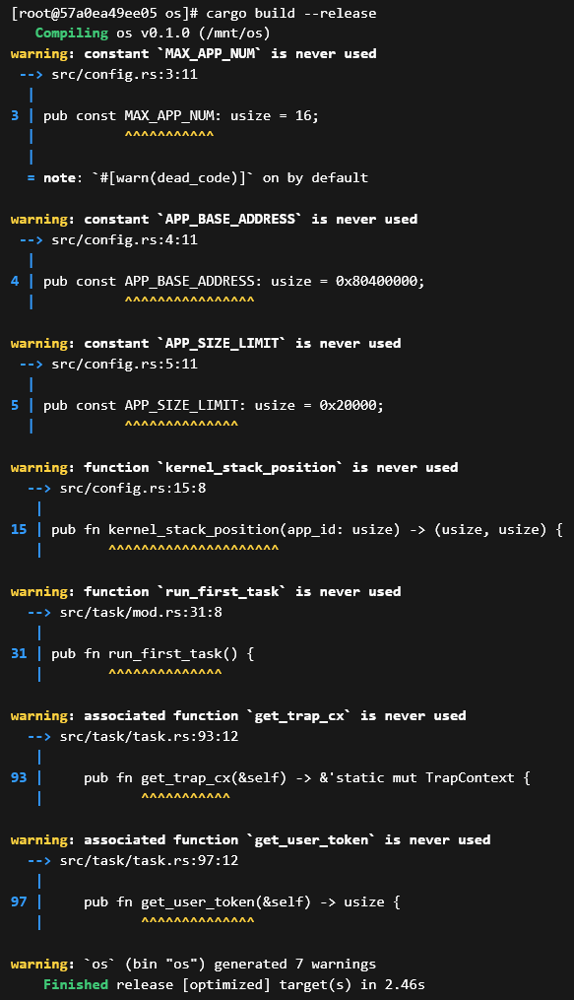 [root@57a0ea49ee05 os]# cargo build --release
   Compiling os v0.1.0 (/mnt/os)
warning: constant `MAX_APP_NUM` is never used
 --> src/config.rs:3:11
  |
3 | pub const MAX_APP_NUM: usize = 16;
  |           ^^^^^^^^^^^
  |
  = note: `#[warn(dead_code)]` on by default

warning: constant `APP_BASE_ADDRESS` is never used
 --> src/config.rs:4:11
  |
4 | pub const APP_BASE_ADDRESS: usize = 0x80400000;
  |           ^^^^^^^^^^^^^^^^

warning: constant `APP_SIZE_LIMIT` is never used
 --> src/config.rs:5:11
  |
5 | pub const APP_SIZE_LIMIT: usize = 0x20000;
  |           ^^^^^^^^^^^^^^

warning: function `kernel_stack_position` is never used
  --> src/config.rs:15:8
   |
15 | pub fn kernel_stack_position(app_id: usize) -> (usize, usize) {
   |        ^^^^^^^^^^^^^^^^^^^^^

warning: function `run_first_task` is never used
  --> src/task/mod.rs:31:8
   |
31 | pub fn run_first_task() {
   |        ^^^^^^^^^^^^^^

warning: associated function `get_trap_cx` is never used
  --> src/task/task.rs:93:12
   |
93 |     pub fn get_trap_cx(&self) -> &'static mut TrapContext {
   |            ^^^^^^^^^^^

warning: associated function `get_user_token` is never used
  --> src/task/task.rs:97:12
   |
97 |     pub fn get_user_token(&self) -> usize {
   |            ^^^^^^^^^^^^^^

warning: `os` (bin "os") generated 7 warnings
    Finished release [optimized] target(s) in 2.46s